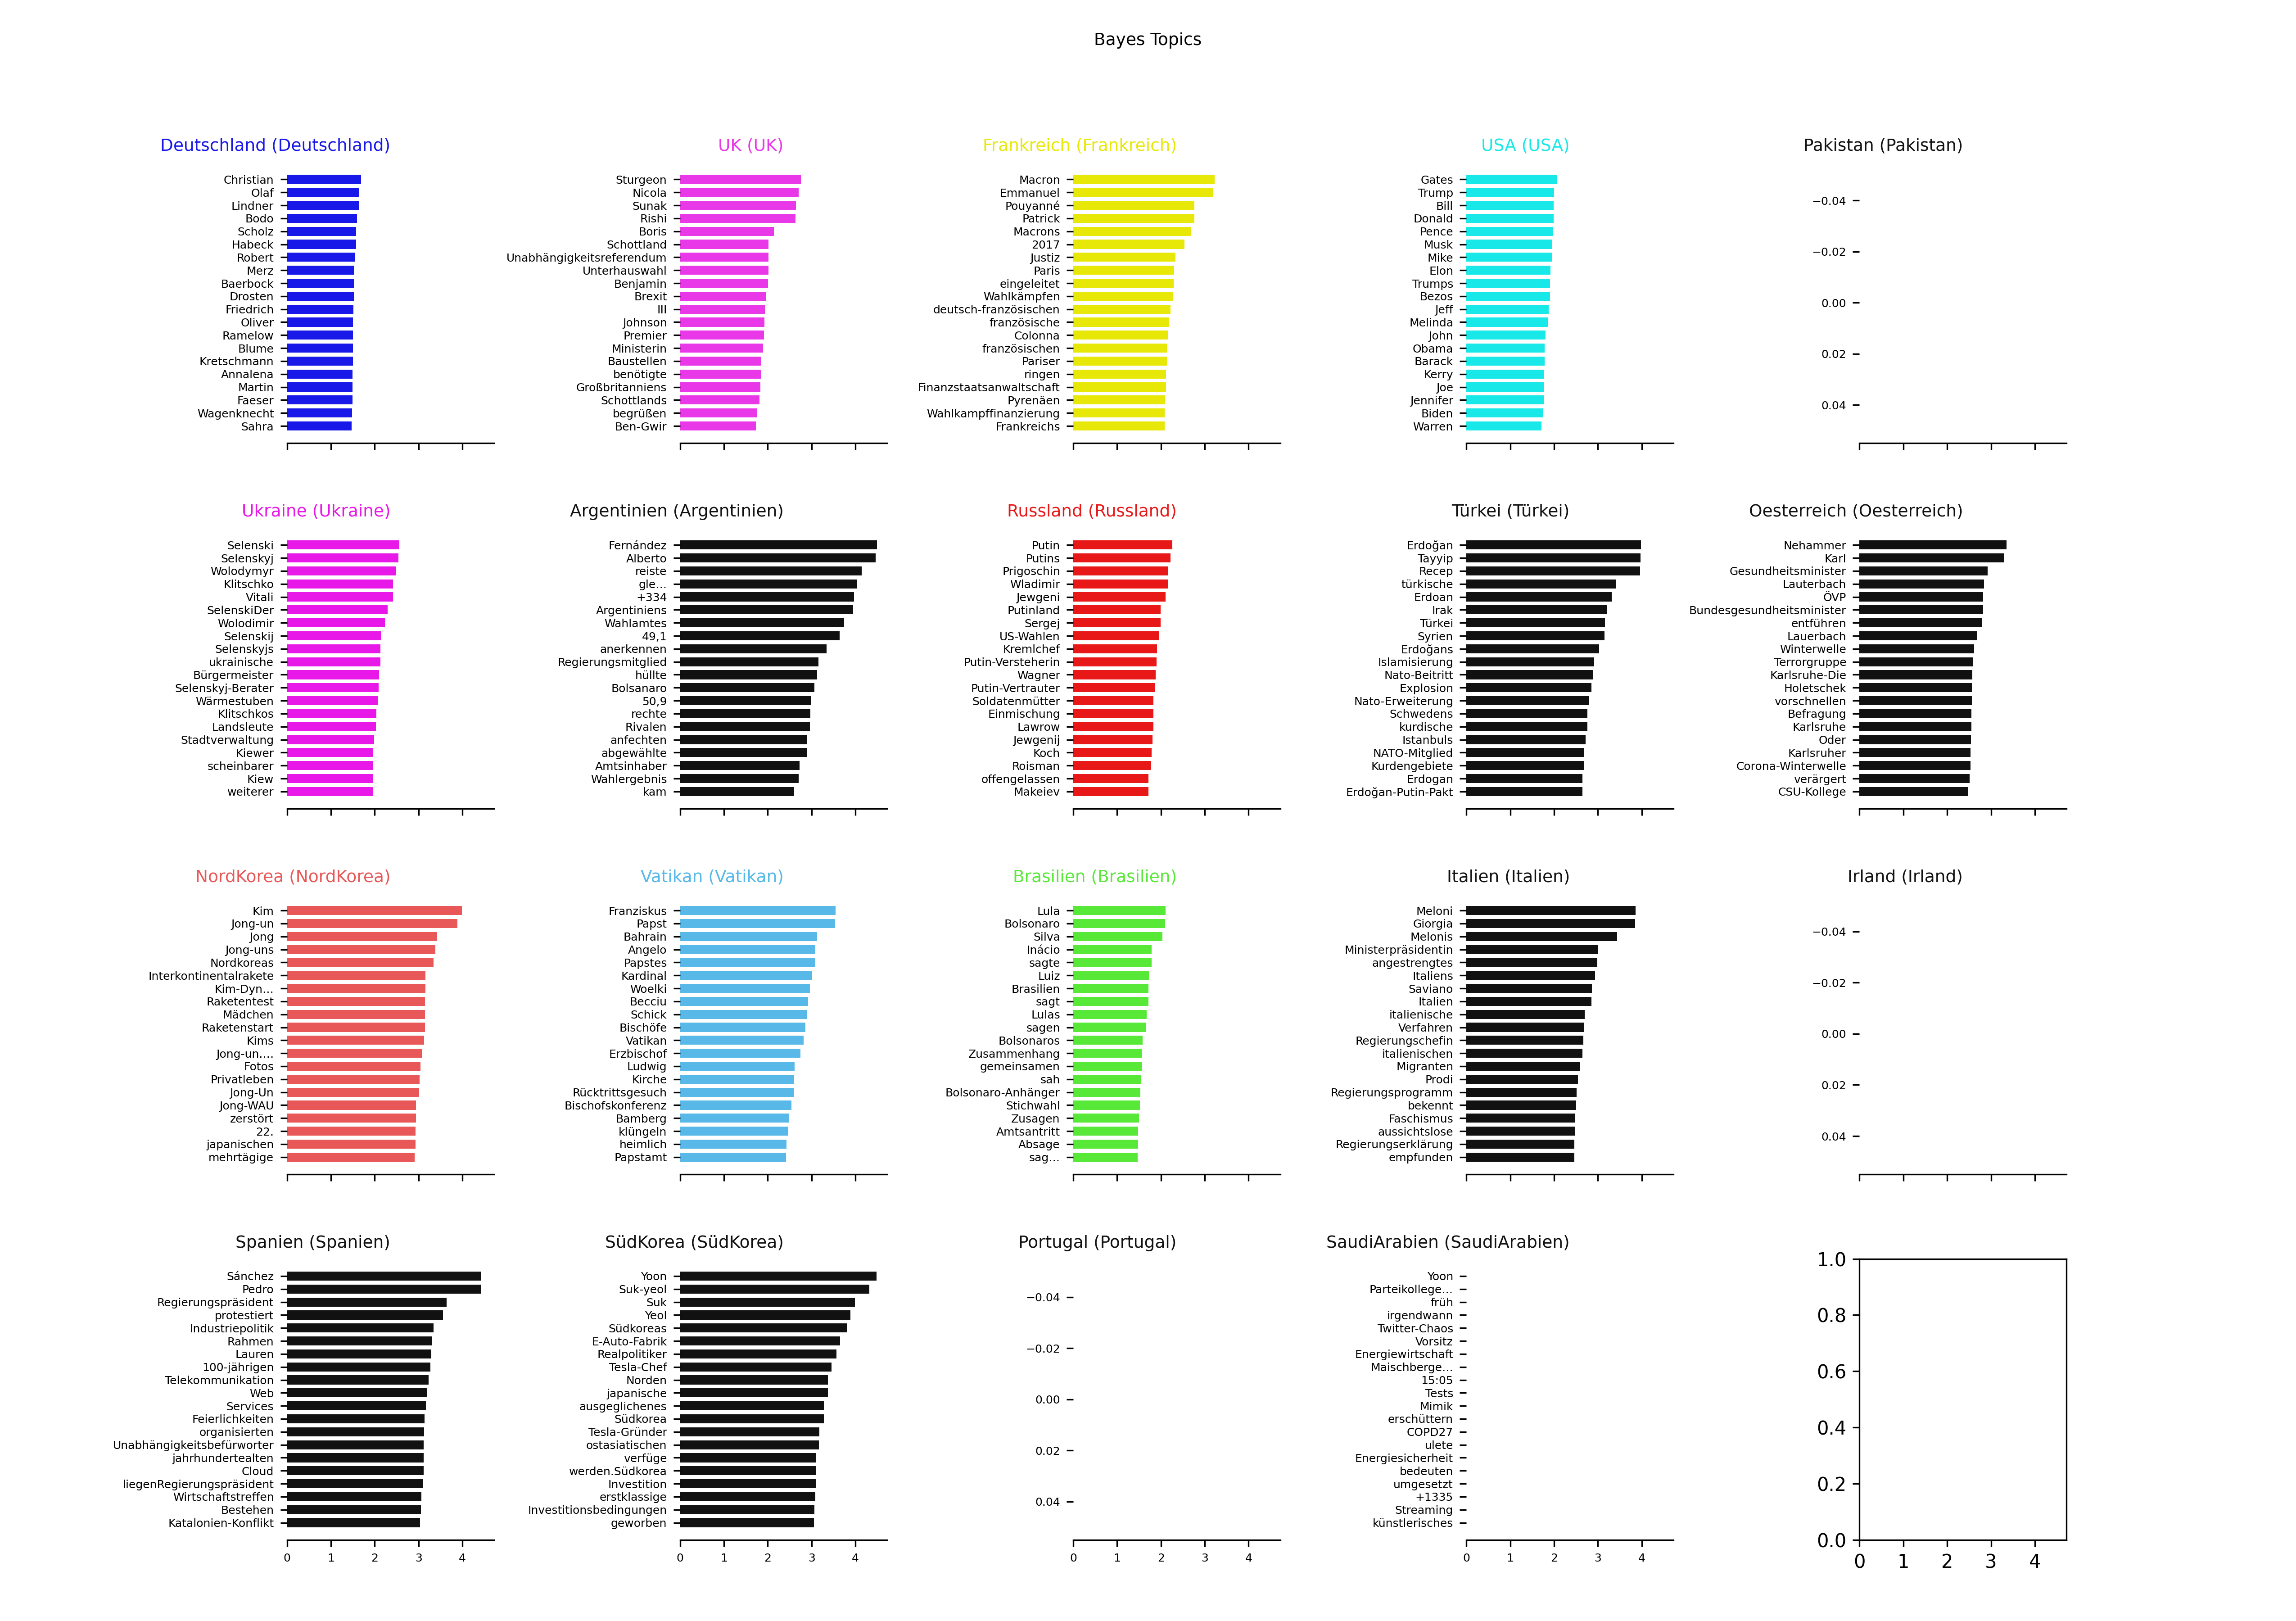 Bayes Topics
Deutschland (Deutschland)
Christian
Olaf
Lindner
Bodo
Scholz
Habeck
Robert
Merz
Baerbock
Drosten
Friedrich
Oliver
Ramelow
Blume
Kretschmann
Annalena
Martin
Faeser
Wagenknecht
Sahra
UK (UK)
Sturgeon
Nicola
Sunak
Rishi
Boris
Schottland
Unabhängigkeitsreferendum
Unterhauswahl
Benjamin
Brexit
III
Johnson
Premier
Ministerin
Baustellen
benötigte
Großbritanniens
Schottlands
begrüßen
Ben-Gwir
Frankreich (Frankreich)
Macron
Emmanuel
Pouyanné
Patrick
Macrons
2017
Justiz
Paris
eingeleitet
Wahlkämpfen
deutsch-französischen
französische
Colonna
französischen
Pariser
ringen
Finanzstaatsanwaltschaft
Pyrenäen
Wahlkampffinanzierung
Frankreichs
USA (USA)
Gates
Trump
Bill
Donald
Pence
Musk
Mike
Elon
Trumps
Bezos
Jeff
Melinda
John
Obama
Barack
Kerry
Joe
Jennifer
Biden
Warren
Pakistan (Pakistan)
−0.04
−0.02
0.00
0.02
0.04
Ukraine (Ukraine)
Selenski
Selenskyj
Wolodymyr
Klitschko
Vitali
SelenskiDer
Wolodimir
Selenskij
Selenskyjs
ukrainische
Bürgermeister
Selenskyj-Berater
Wärmestuben
Klitschkos
Landsleute
Stadtverwaltung
Kiewer
scheinbarer
Kiew
weiterer
Argentinien (Argentinien)
Fernández
Alberto
reiste
gle...
+334
Argentiniens
Wahlamtes
49,1
anerkennen
Regierungsmitglied
hüllte
Bolsanaro
50,9
rechte
Rivalen
anfechten
abgewählte
Amtsinhaber
Wahlergebnis
kam
Russland (Russland)
Putin
Putins
Prigoschin
Wladimir
Jewgeni
Putinland
Sergej
US-Wahlen
Kremlchef
Putin-Versteherin
Wagner
Putin-Vertrauter
Soldatenmütter
Einmischung
Lawrow
Jewgenij
Koch
Roisman
offengelassen
Makeiev
Türkei (Türkei)
Erdoğan
Tayyip
Recep
türkische
Erdoan
Irak
Türkei
Syrien
Erdoğans
Islamisierung
Nato-Beitritt
Explosion
Nato-Erweiterung
Schwedens
kurdische
Istanbuls
NATO-Mitglied
Kurdengebiete
Erdogan
Erdoğan-Putin-Pakt
Oesterreich (Oesterreich)
Nehammer
Karl
Gesundheitsminister
Lauterbach
ÖVP
Bundesgesundheitsminister
entführen
Lauerbach
Winterwelle
Terrorgruppe
Karlsruhe-Die
Holetschek
vorschnellen
Befragung
Karlsruhe
Oder
Karlsruher
Corona-Winterwelle
verärgert
CSU-Kollege
NordKorea (NordKorea)
Kim
Jong-un
Jong
Jong-uns
Nordkoreas
Interkontinentalrakete
Kim-Dyn...
Raketentest
Mädchen
Raketenstart
Kims
Jong-un....
Fotos
Privatleben
Jong-Un
Jong-WAU
zerstört
22.
japanischen
mehrtägige
Vatikan (Vatikan)
Franziskus
Papst
Bahrain
Angelo
Papstes
Kardinal
Woelki
Becciu
Schick
Bischöfe
Vatikan
Erzbischof
Ludwig
Kirche
Rücktrittsgesuch
Bischofskonferenz
Bamberg
klüngeln
heimlich
Papstamt
Brasilien (Brasilien)
Lula
Bolsonaro
Silva
Inácio
sagte
Luiz
Brasilien
sagt
Lulas
sagen
Bolsonaros
Zusammenhang
gemeinsamen
sah
Bolsonaro-Anhänger
Stichwahl
Zusagen
Amtsantritt
Absage
sag...
Italien (Italien)
Meloni
Giorgia
Melonis
Ministerpräsidentin
angestrengtes
Italiens
Saviano
Italien
italienische
Verfahren
Regierungschefin
italienischen
Migranten
Prodi
Regierungsprogramm
bekennt
Faschismus
aussichtslose
Regierungserklärung
empfunden
Irland (Irland)
−0.04
−0.02
0.00
0.02
0.04
Spanien (Spanien)
Sánchez
Pedro
Regierungspräsident
protestiert
Industriepolitik
Rahmen
Lauren
100-jährigen
Telekommunikation
Web
Services
Feierlichkeiten
organisierten
Unabhängigkeitsbefürworter
jahrhundertealten
Cloud
liegenRegierungspräsident
Wirtschaftstreffen
Bestehen
Katalonien-Konflikt
0 1 2 3 4
SüdKorea (SüdKorea)
Yoon
Suk-yeol
Suk
Yeol
Südkoreas
E-Auto-Fabrik
Realpolitiker
Tesla-Chef
Norden
japanische
ausgeglichenes
Südkorea
Tesla-Gründer
ostasiatischen
verfüge
werden.Südkorea
Investition
erstklassige
Investitionsbedingungen
geworben
0 1 2 3 4
Portugal (Portugal)
−0.04
−0.02
0.00
0.02
0.04
0 1 2 3 4
SaudiArabien (SaudiArabien)
Yoon
Parteikollege...
früh
irgendwann
Twitter-Chaos
Vorsitz
Energiewirtschaft
Maischberge...
15:05
Tests
Mimik
erschüttern
COPD27
ulete
Energiesicherheit
bedeuten
umgesetzt
+1335
Streaming
künstlerisches
0 1 2 3 4
1.0
0.8
0.6
0.4
0.2
0.0
0 1 2 3 4